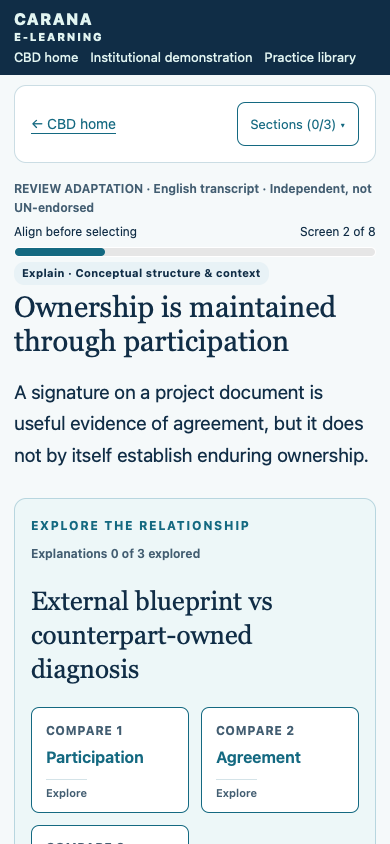 CARANA
E-LEARNING
CBD home Institutional demonstration Practice library
← CBD home
Sections (0/3) ▾
REVIEW ADAPTATION · English transcript · Independent, not
UN-endorsed
Align before selecting
Screen 2 of 8
Explain · Conceptual structure & context
Ownership is maintained
through participation
A signature on a project document is
useful evidence of agreement, but it does
not by itself establish enduring ownership.
EXPLORE THE RELATIONSHIP
Explanations 0 of 3 explored
External blueprint vs
counterpart-owned
diagnosis
COMPARE 1
Participation
Explore
COMPARE 2
Agreement
Explore